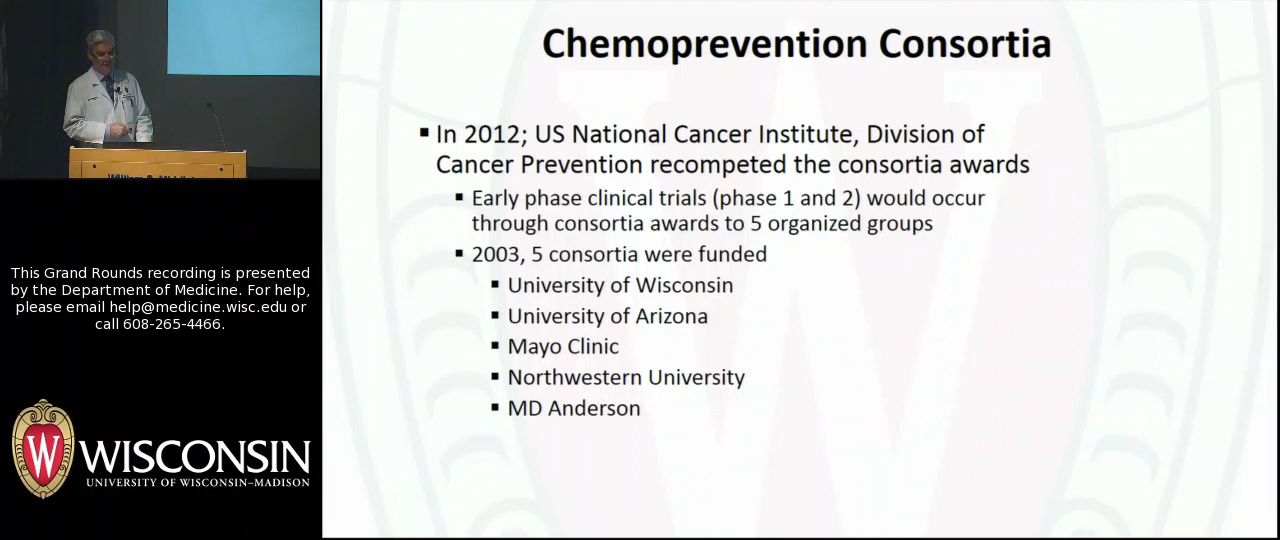 Chemoprevention Consortia
▪ In 2012; US National Cancer Institute, Division of
Cancer Prevention recompeted the consortia awards
▪ Early phase clinical trials (phase 1 and 2) would occur
through consortia awards to 5 organized groups
▪ 2003, 5 consortia were funded
▪ University of Wisconsin
▪ University of Arizona
▪ Mayo Clinic
▪ Northwestern University
▪ MD Anderson
This Grand Rounds recording is presented
by the Department of Medicine. For help,
please email help@medicine.wisc.edu or
call 608-265-4466.
W
WISCONSIN
UNIVERSITY OF WISCONSIN–MADISON